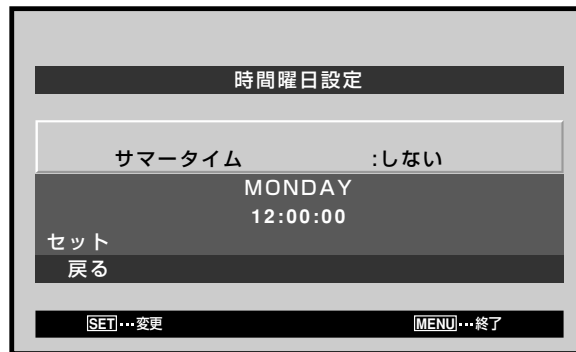 時間曜日設定
サマータイム :しない
MONDAY
12:00:00
セット
戻る
SET…変更 MENU…終了